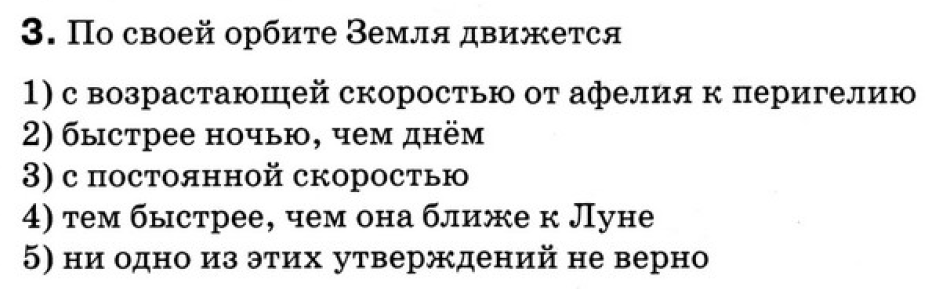 3. По своей орбите Земля движется
1) с возрастающей скоростью от афелия к перигелию
2) быстрее ночью, чем днём
3) с постоянной скоростью
4) тем быстрее, чем она ближе к Луне
5) ни одно из этих утверждений не верно